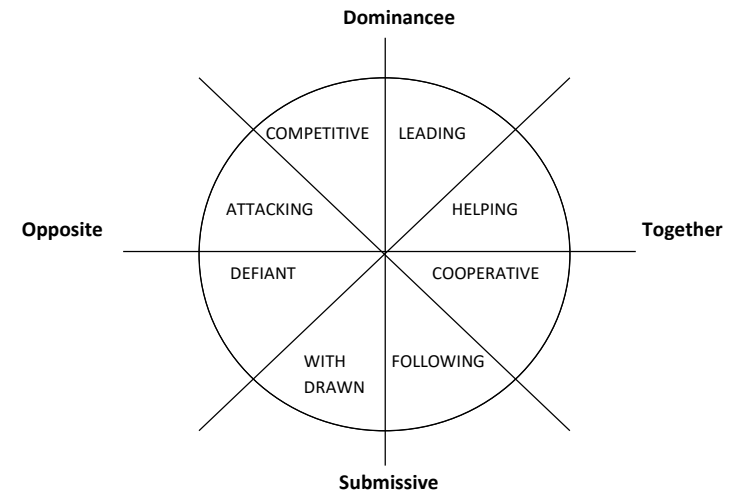 Dominancee
COMPETITIVE
LEADING
ATTACKING
HELPING
Opposite
Together
DEFIANT
COOPERATIVE
WITH
DRAWN
FOLLOWING
Submissive